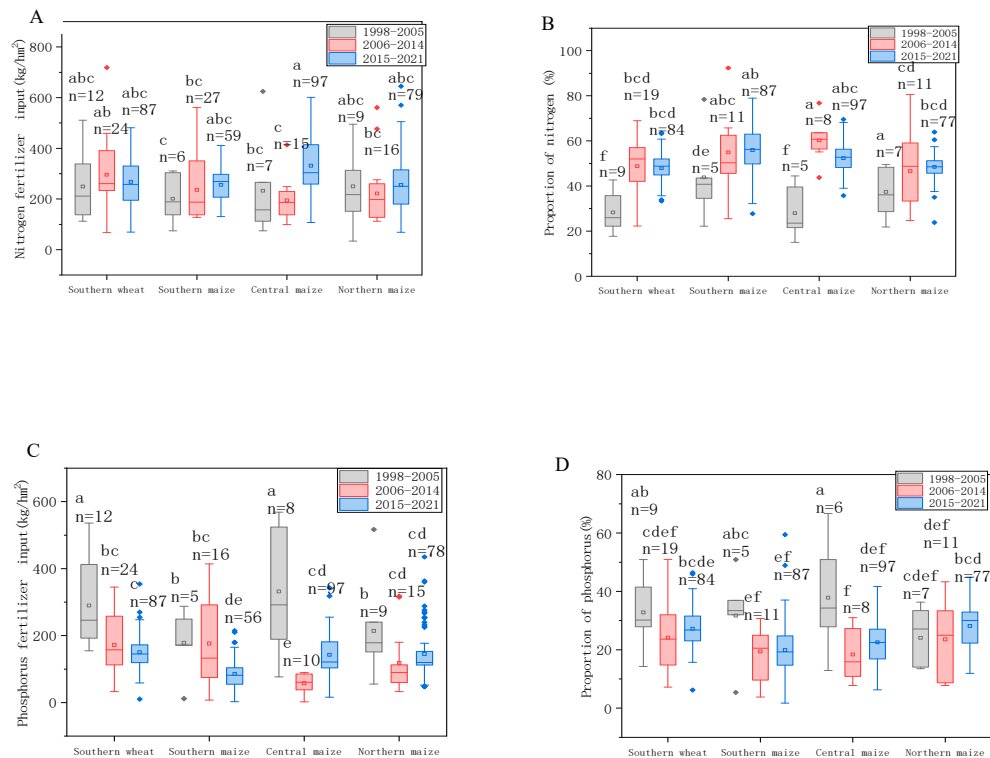 A
1998-2005
2006-2014
2015-2021
Nitrogen fertilizer input(kg/hm²)
800
600
400
200
0
abc
n=12
ab
n=24
abc
n=87
c
n=6
bc
n=27
abc
n=59
bc
n=7
c
n=15
a
n=97
abc
n=9
bc
n=16
abc
n=79
Southern wheat
Southern maize
Central maize
Northern maize
B
1998-2005
2006-2014
2015-2021
Proportion of nitrogen (%)
100
80
60
40
20
0
f
n=9
bcd
n=19
bcd
n=84
de
n=5
abc
n=11
ab
n=87
f
n=5
a
n=8
abc
n=97
a
n=7
cd
n=11
bcd
n=77
Southern wheat
Southern maize
Central maize
Northern maize
C
1998-2005
2006-2014
2015-2021
Phosphorus fertilizer input(kg/hm²)
600
400
200
0
a
n=12
bc
n=24
c
n=87
b
n=5
bc
n=16
de
n=56
a
n=8
e
n=10
cd
n=97
b
n=9
cd
n=15
cd
n=78
Southern wheat
Southern maize
Central maize
Northern maize
D
1998-2005
2006-2014
2015-2021
Proportion of phosphorus(%)
80
60
40
20
0
ab
n=9
cdef
n=19
bcde
n=84
abc
n=5
ef
n=11
ef
n=87
a
n=6
f
n=8
def
n=97
cdef
n=7
def
n=11
bcd
n=77
Southern wheat
Southern maize
Central maize
Northern maize